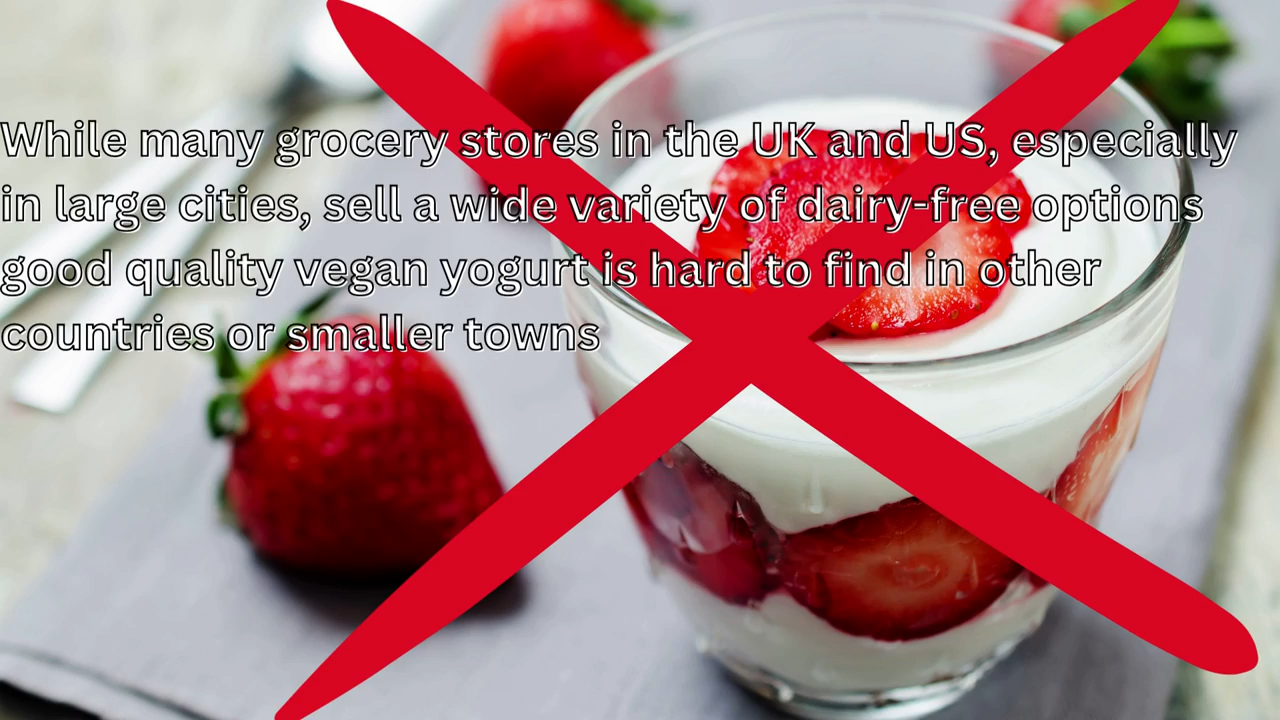 While many grocery stores in the UK and US, especially
in large cities, sell a wide variety of dairy-free options
good quality vegan yogurt is hard to find in other
countries or smaller towns